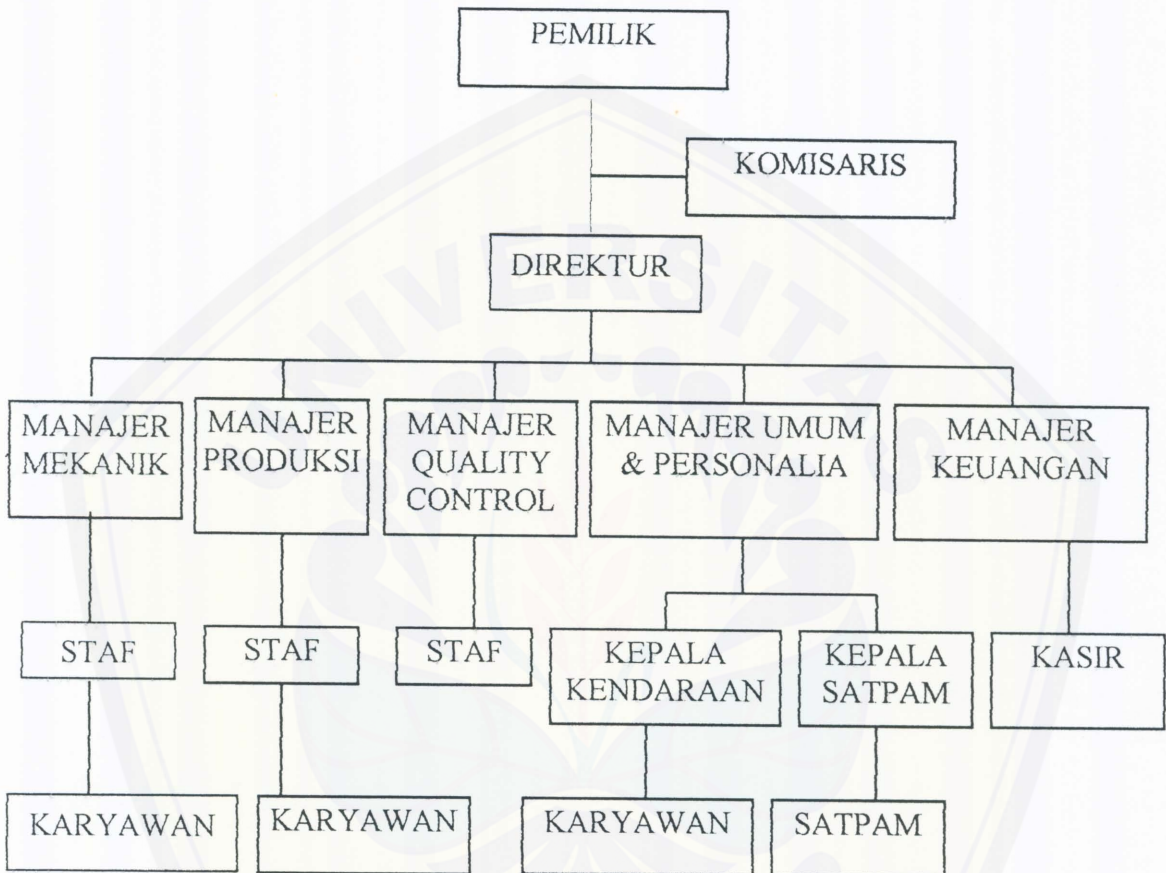 PEMILIK
KOMISARIS
DIREKTUR
MANAJER
MEKANIK
MANAJER
PRODUKSI
MANAJER
QUALITY
CONTROL
MANAJER UMUM
& PERSONALIA
MANAJER
KEUANGAN
STAF
STAF
STAF
KEPALA
KENDARAAN
KEPALA
SATPAM
KASIR
KARYAWAN
KARYAWAN
KARYAWAN
SATPAM
UNIVERSITAS